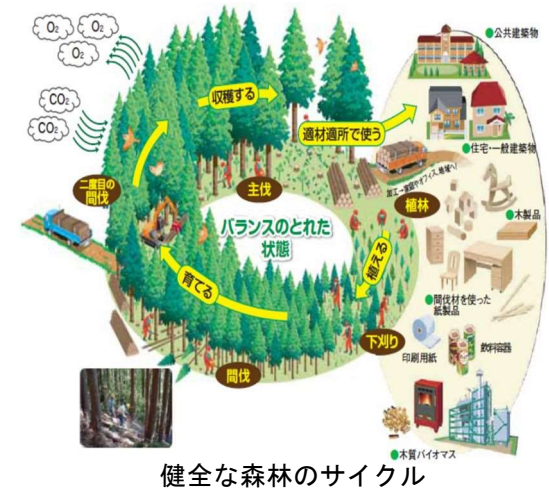 O₂
O₂
O₂
CO₂
CO₂
収穫する
適材適所で使う
二度目の
間伐
主伐
植林
バランスのとれた
状態
植える
育てる
下刈り
間伐
●公共建築物
●住宅・一般建築物
●木製品
●間伐材を使った
紙製品
印刷用紙
飲料容器
●木質バイオマス
健全な森林のサイクル